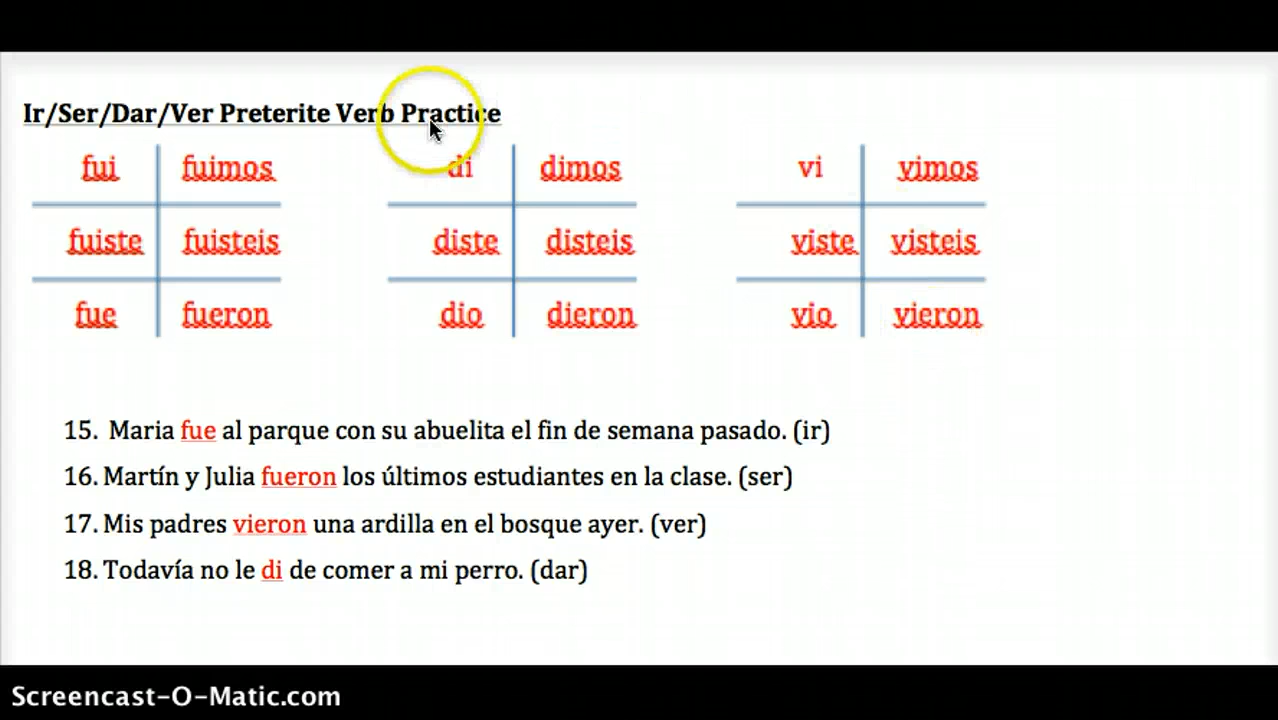 Ir/Ser/Dar/Ver Preterite Verb Practice
fui fuimos di dimos vi vimos
fuiste fuisteis diste disteis viste visteis
fue fueron dio dieron vio vieron
15. Maria fue al parque con su abuelita el fin de semana pasado. (ir)
16. Martín y Julia fueron los últimos estudiantes en la clase. (ser)
17. Mis padres vieron una ardilla en el bosque ayer. (ver)
18. Todavía no le di de comer a mi perro. (dar)
Screencast-O-Matic.com